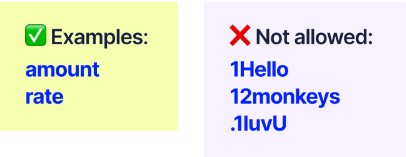 ✅ Examples:
amount
rate
❌ Not allowed:
1Hello
12monkeys
.1luvU